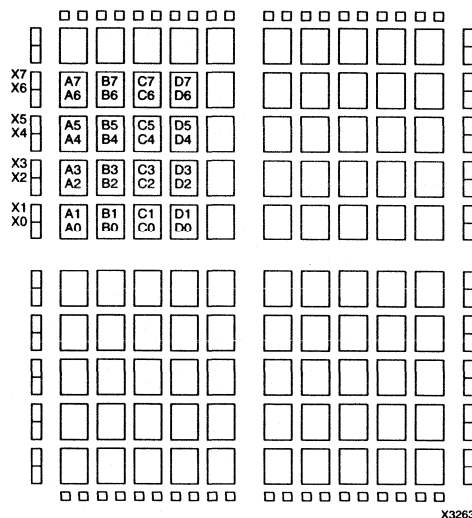 X7 A7 B7 C7 D7
X6 A6 B6 C6 D6
X5 A5 B5 C5 D5
X4 A4 B4 C4 D4
X3 A3 B3 C3 D3
X2 A2 B2 C2 D2
X1 A1 B1 C1 D1
X0 A0 B0 C0 D0
X3263